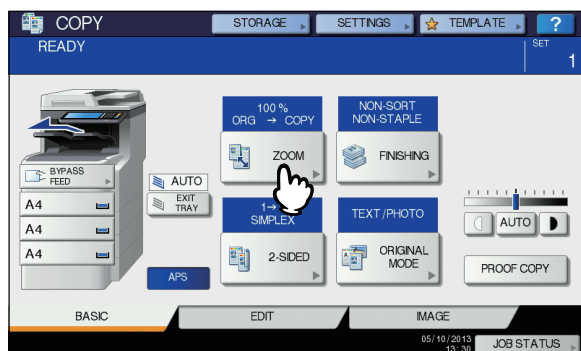 COPY
STORAGE
SETTINGS
TEMPLATE
?
READY
SET
1
100 %
ORG → COPY
NON-SORT
NON-STAPLE
ZOOM
FINISHING
BYPASS
FEED
AUTO
EXIT
TRAY
A4
A4
A4
1→
SIMPLEX
TEXT/PHOTO
AUTO
2-SIDED
ORIGINAL
MODE
APS
PROOF COPY
BASIC
EDIT
IMAGE
05/10/2013
13:30
JOB STATUS